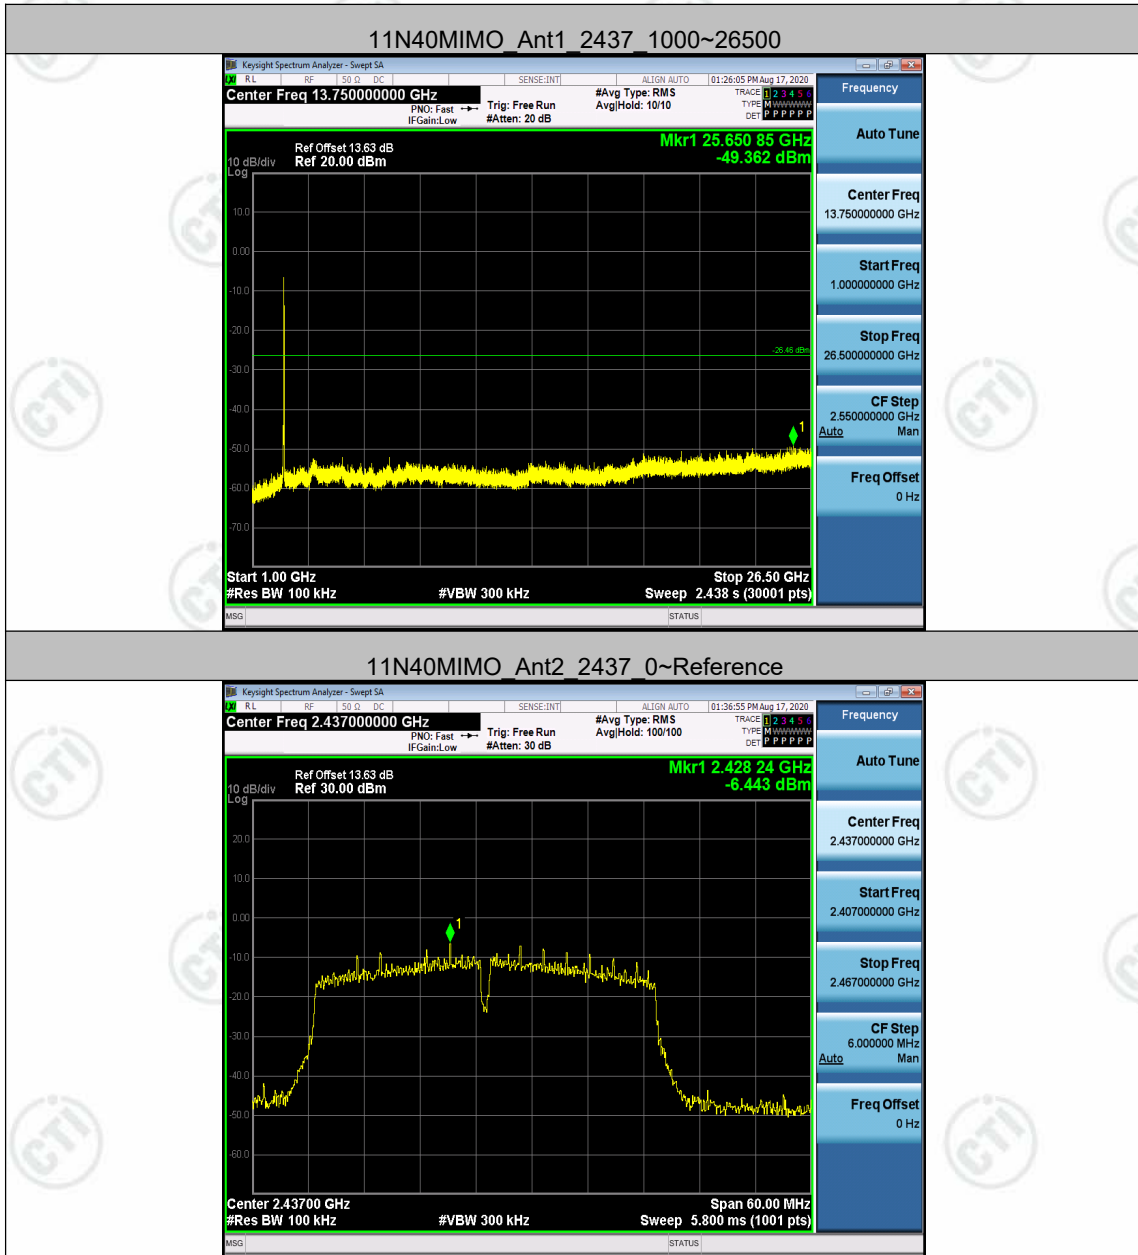 11N40MIMO_Ant1_2437_1000~26500
Keysight Spectrum Analyzer - Swept SA
LXI RL RF 50 Ω DC SENSE:INT ALIGN AUTO 01:26:05 PM Aug 17, 2020
Center Freq 13.750000000 GHz
PNO: Fast
IFGain:Low
Trig: Free Run
#Atten: 20 dB
#Avg Type: RMS
Avg|Hold: 10/10
TRACE 1 2 3 4 5 6
TYPE M WWWWW
DET P P P P P P
Ref Offset 13.63 dB
Ref 20.00 dBm
10 dB/div
Log
Mkr1 25.650 85 GHz
-49.362 dBm
10.0
0.00
-10.0
-20.0
-30.0
-40.0
-50.0
-60.0
-70.0
-26.46 dBm
1
Start 1.00 GHz
Stop 26.50 GHz
#Res BW 100 kHz
#VBW 300 kHz
Sweep 2.438 s (30001 pts)
MSG
STATUS
Frequency
Auto Tune
Center Freq
13.750000000 GHz
Start Freq
1.000000000 GHz
Stop Freq
26.500000000 GHz
CF Step
2.550000000 GHz
Auto Man
Freq Offset
0 Hz
11N40MIMO_Ant2_2437_0~Reference
Keysight Spectrum Analyzer - Swept SA
LXI RL RF 50 Ω DC SENSE:INT ALIGN AUTO 01:36:55 PM Aug 17, 2020
Center Freq 2.437000000 GHz
PNO: Fast
IFGain:Low
Trig: Free Run
#Atten: 30 dB
#Avg Type: RMS
Avg|Hold: 100/100
TRACE 1 2 3 4 5 6
TYPE M WWWWW
DET P P P P P P
Ref Offset 13.63 dB
Ref 30.00 dBm
10 dB/div
Log
Mkr1 2.428 24 GHz
-6.443 dBm
20.0
10.0
0.00
-10.0
-20.0
-30.0
-40.0
-50.0
-60.0
1
Center 2.43700 GHz
Span 60.00 MHz
#Res BW 100 kHz
#VBW 300 kHz
Sweep 5.800 ms (1001 pts)
MSG
STATUS
Frequency
Auto Tune
Center Freq
2.437000000 GHz
Start Freq
2.407000000 GHz
Stop Freq
2.467000000 GHz
CF Step
6.000000 MHz
Auto Man
Freq Offset
0 Hz
CTI